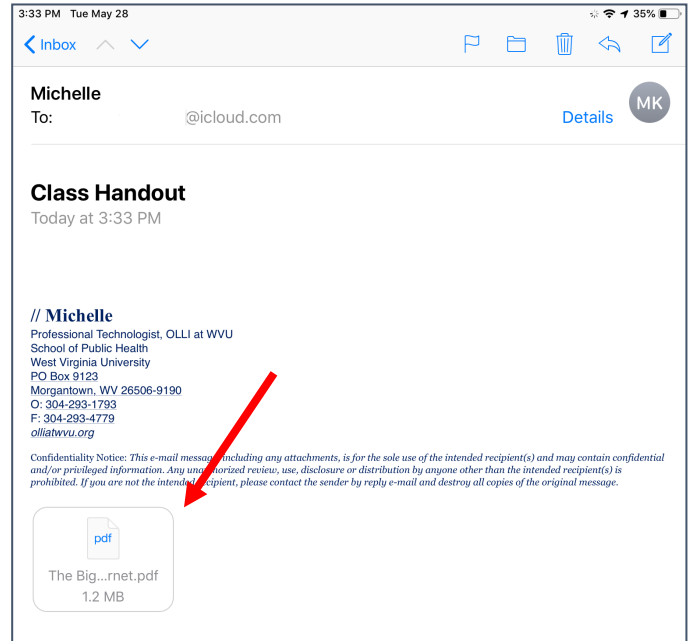 3:33 PM Tue May 28 35%
Inbox
Michelle
MK
To: @icloud.com
Details
Class Handout
Today at 3:33 PM
// Michelle
Professional Technologist, OLLI at WVU
School of Public Health
West Virginia University
PO Box 9123
Morgantown, WV 26506-9190
O: 304-293-1793
F: 304-293-4779
olliatwvu.org
Confidentiality Notice: This e-mail message, including any attachments, is for the sole use of the intended recipient(s) and may contain confidential
and/or privileged information. Any unauthorized review, use, disclosure or distribution by anyone other than the intended recipient(s) is
prohibited. If you are not the intended recipient, please contact the sender by reply e-mail and destroy all copies of the original message.
pdf
The Big...rnet.pdf
1.2 MB